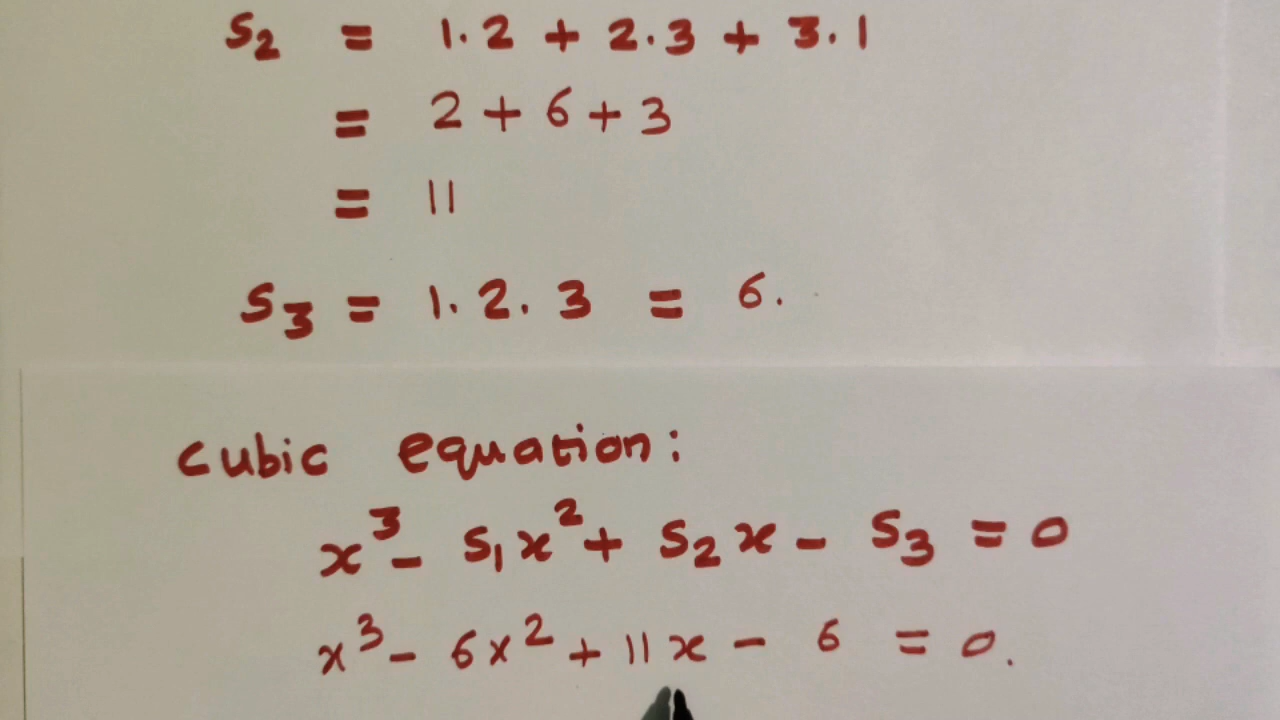 S₂ = 1.2 + 2.3 + 3.1
= 2 + 6 + 3
= 11
S₃ = 1.2.3 = 6.
cubic equation:
x³ - S₁x² + S₂x - S₃ = 0
x³ - 6x² + 11x - 6 = 0.